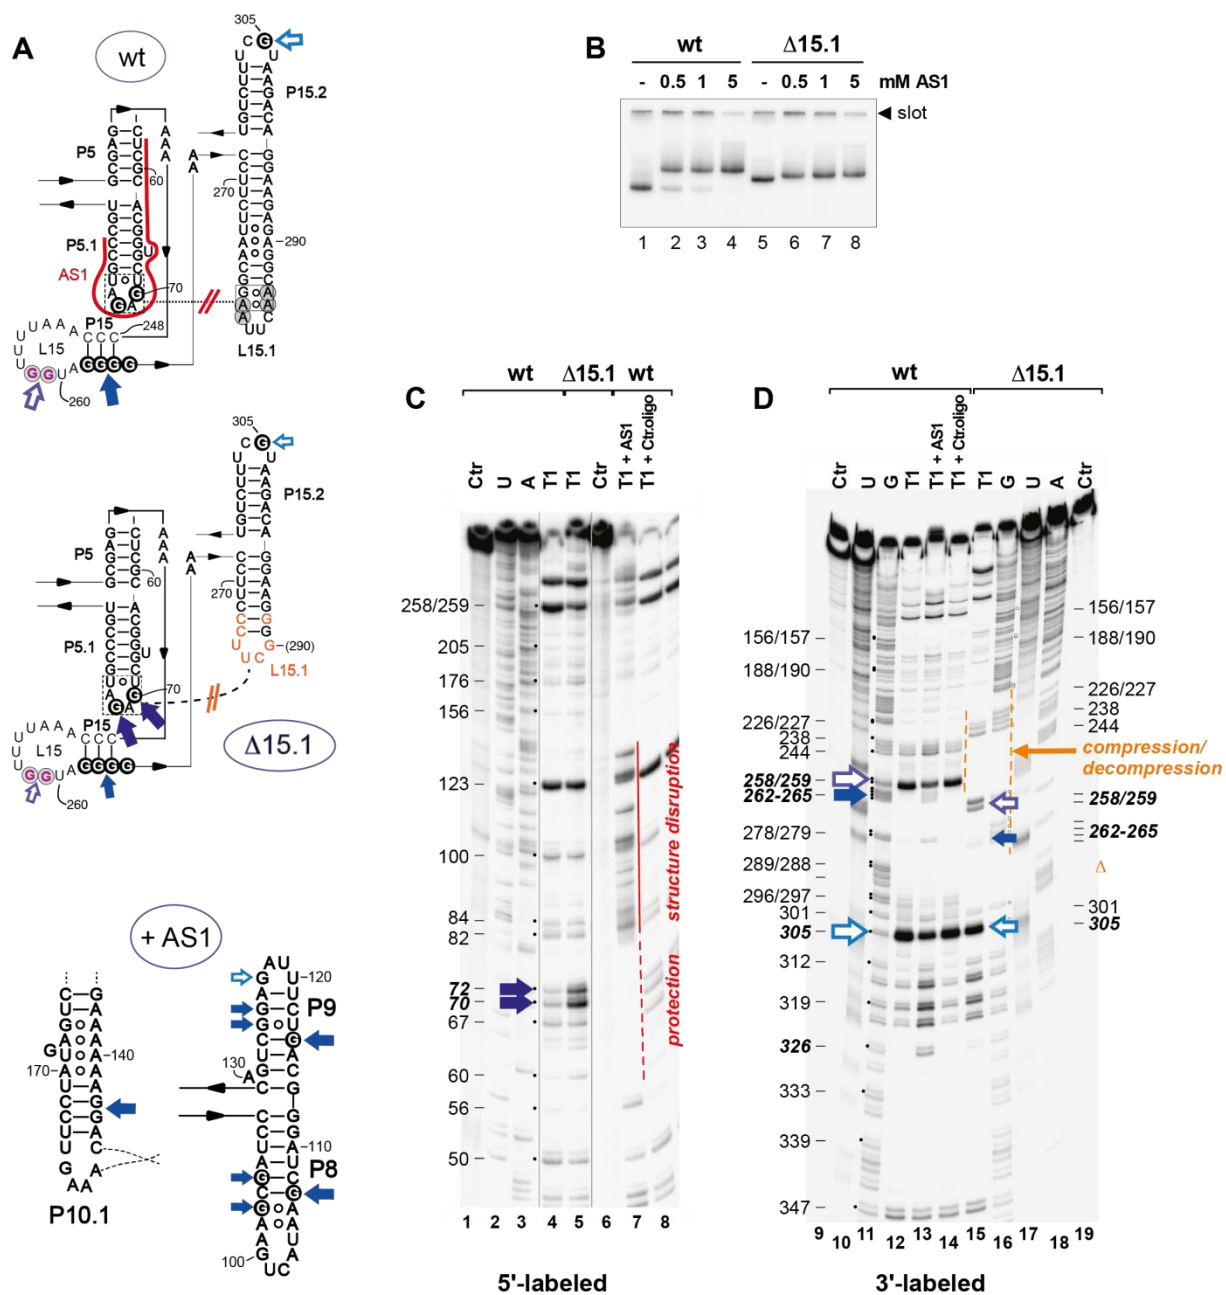 A
wt
305
C G
P15.2
P5
60
P5.1
AS1
70
P15
248
L15
260
270
290
L15.1
B
wt Δ15.1
- 0.5 1 5 - 0.5 1 5 mM AS1
slot
1 2 3 4 5 6 7 8
305
C G
P15.2
P5
60
P5.1
70
P15
L15
260
270
(290)
L15.1
Δ15.1
+ AS1
P10.1
140
170
P9
120
130
110
P8
100
C
wt Δ15.1 wt
Ctr
U
A
T1
T1
Ctr
T1 + AS1
T1 + Ctr.oligo
258/259
205
176
156
123
100
84
82
72
70
67
60
56
50
structure disruption
protection
1 2 3 4 5 6 7 8
5'-labeled
D
wt Δ15.1
Ctr
U
G
T1
T1 + AS1
T1 + Ctr.oligo
T1
G
U
A
Ctr
156/157
188/190
226/227
238
244
258/259
262-265
278/279
289/288
296/297
301
305
312
319
326
333
339
347
156/157
188/190
226/227
238
244
compression/
decompression
258/259
262-265
Δ
301
305
9 10 11 12 13 14 15 16 17 18 19
3'-labeled